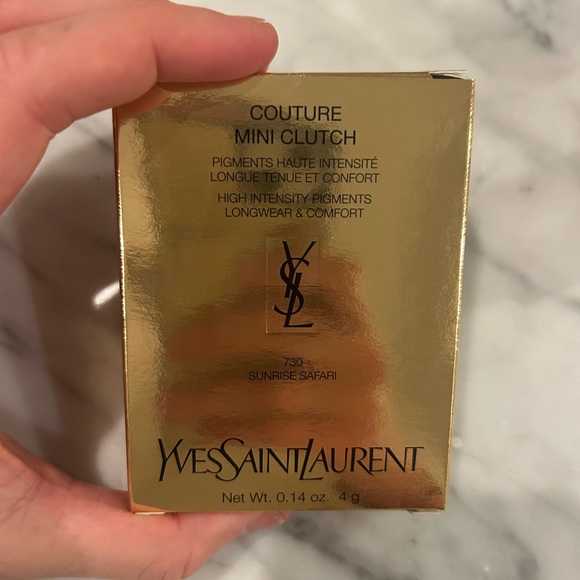 COUTURE
MINI CLUTCH
PIGMENTS HAUTE INTENSITÉ
LONGUE TENUE ET CONFORT
HIGH INTENSITY PIGMENTS
LONGWEAR & COMFORT
YSL
730
SUNRISE SAFARI
YVESSAINTLAURENT
Net Wt. 0.14 oz. 4 g